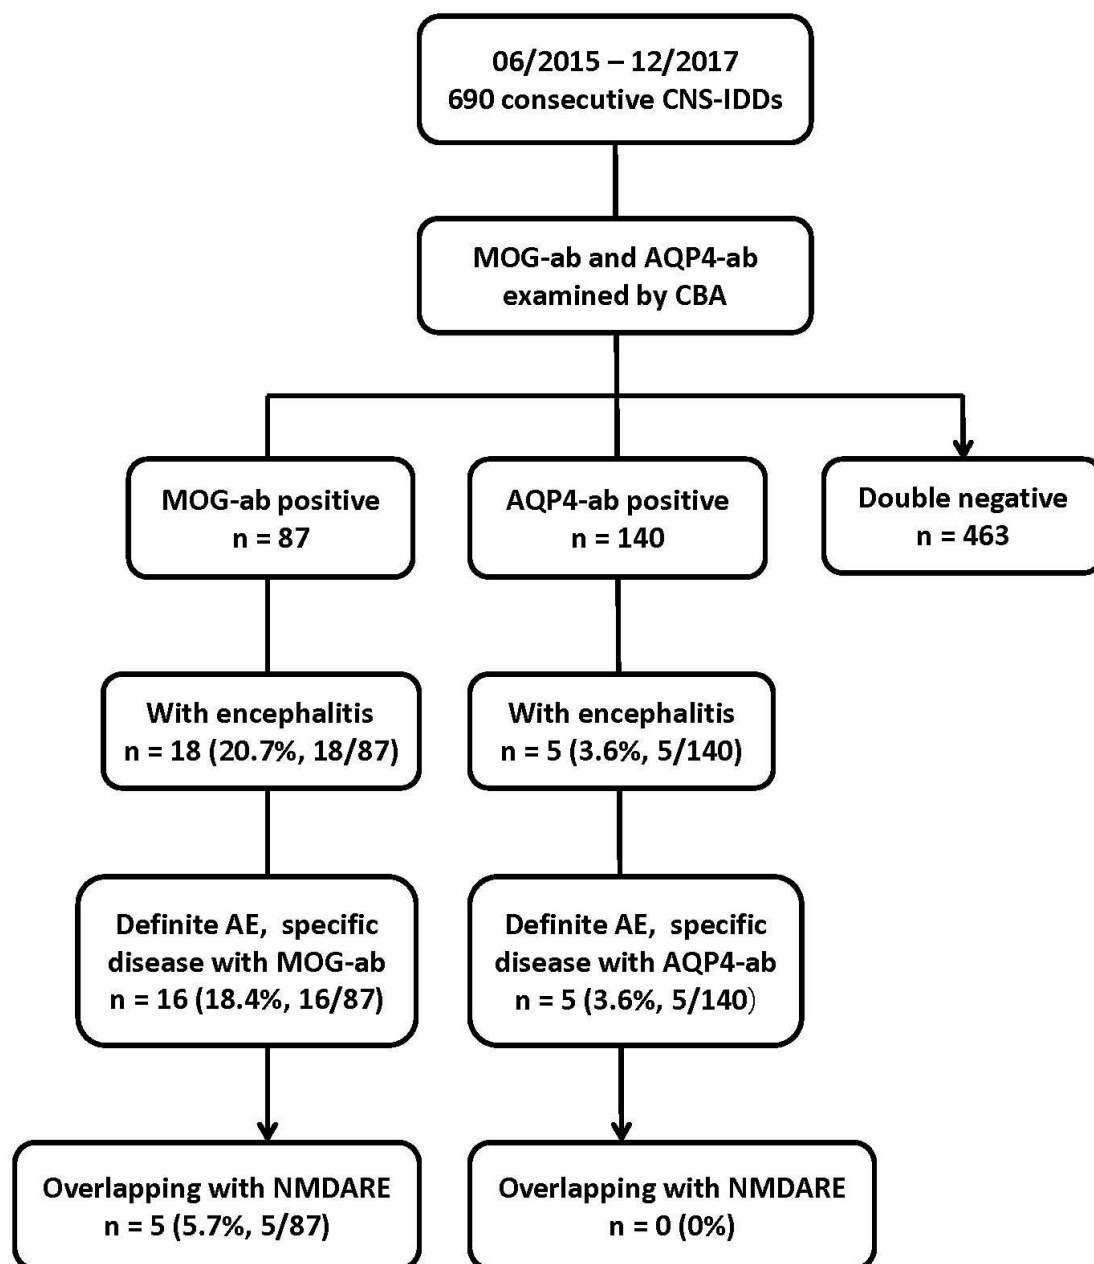 06/2015 – 12/2017
690 consecutive CNS-IDDs
MOG-ab and AQP4-ab
examined by CBA
MOG-ab positive
n = 87
AQP4-ab positive
n = 140
Double negative
n = 463
With encephalitis
n = 18 (20.7%, 18/87)
With encephalitis
n = 5 (3.6%, 5/140)
Definite AE, specific
disease with MOG-ab
n = 16 (18.4%, 16/87)
Definite AE, specific
disease with AQP4-ab
n = 5 (3.6%, 5/140)
Overlapping with NMDARE
n = 5 (5.7%, 5/87)
Overlapping with NMDARE
n = 0 (0%)